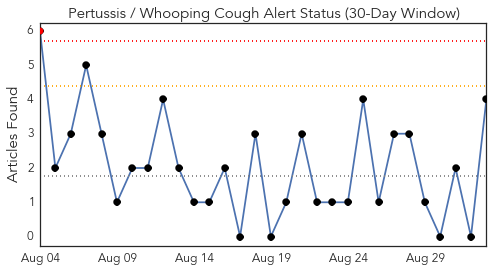 Pertussis / Whooping Cough Alert Status (30-Day Window)
Articles Found
6
5
4
3
2
1
0
Aug 04 Aug 09 Aug 14 Aug 19 Aug 24 Aug 29